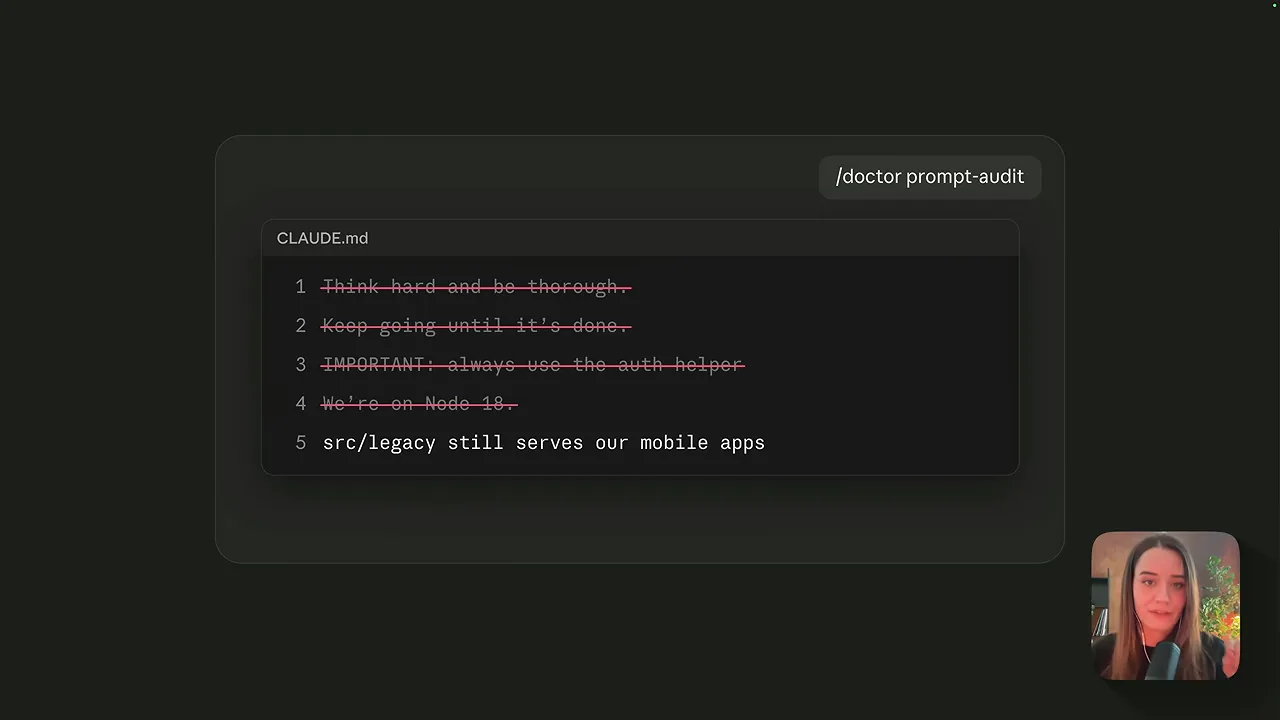 /doctor prompt-audit
CLAUDE.md
1 Think hard and be thorough.
2 Keep going until it’s done.
3 IMPORTANT: always use the auth helper
4 We’re on Node 18.
5 src/legacy still serves our mobile apps